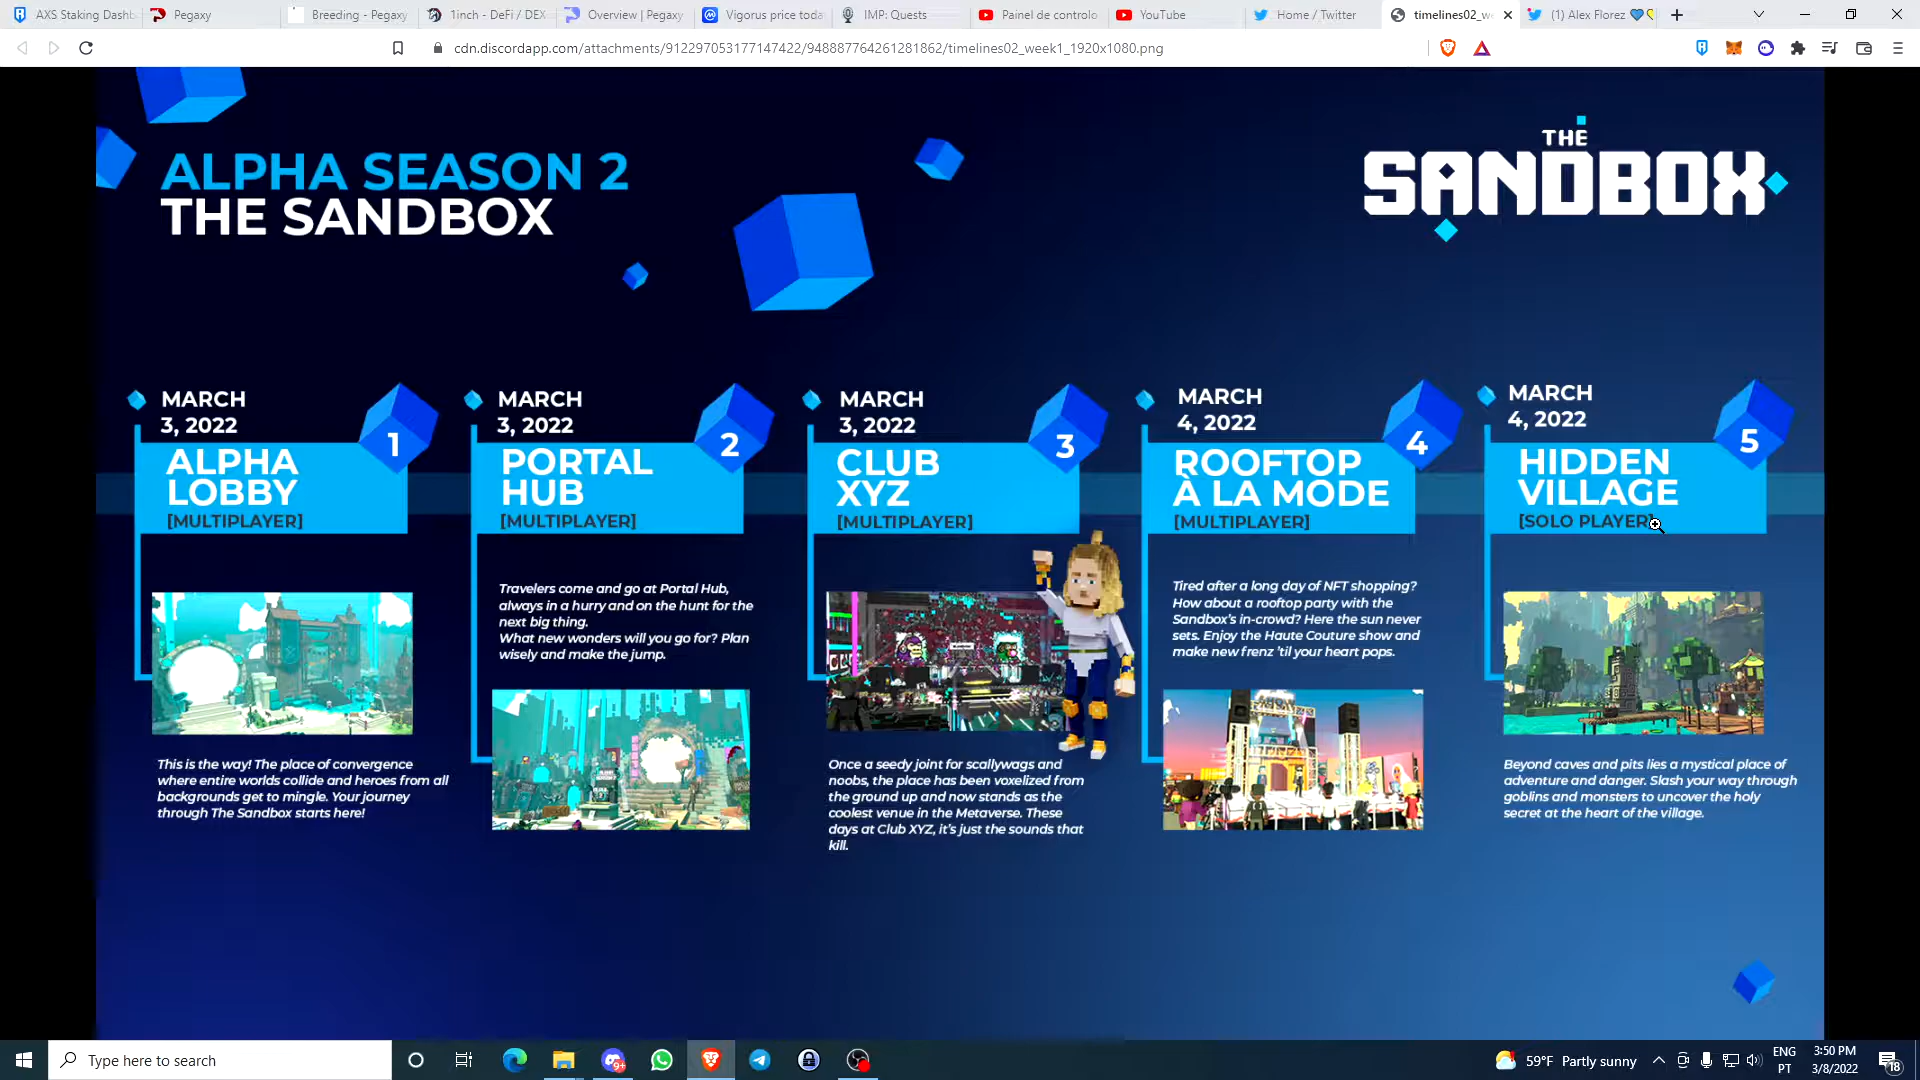 AXS Staking Dashb
Pegaxy
Breeding - Pegaxy
1inch - DeFi / DEX
Overview | Pegaxy
Vigorus price toda
IMP: Quests
Painel de controlo
YouTube
Home / Twitter
timelines02_we
(1) Alex Florez
cdn.discordapp.com/attachments/912297053177147422/948887764261281862/timelines02_week1_1920x1080.png
ALPHA SEASON 2
THE SANDBOX
THE
SANDBOX
MARCH
3, 2022
1
ALPHA
LOBBY
[MULTIPLAYER]
This is the way! The place of convergence
where entire worlds collide and heroes from all
backgrounds get to mingle. Your journey
through The Sandbox starts here!
MARCH
3, 2022
2
PORTAL
HUB
[MULTIPLAYER]
Travelers come and go at Portal Hub,
always in a hurry and on the hunt for the
next big thing.
What new wonders will you go for? Plan
wisely and make the jump.
MARCH
3, 2022
3
CLUB
XYZ
[MULTIPLAYER]
Once a seedy joint for scallywags and
noobs, the place has been voxelized from
the ground up and now stands as the
coolest venue in the Metaverse. These
days at Club XYZ, it's just the sounds that
kill.
MARCH
4, 2022
4
ROOFTOP
À LA MODE
[MULTIPLAYER]
Tired after a long day of NFT shopping?
How about a rooftop party with the
Sandbox's in-crowd? Here the sun never
sets. Enjoy the Haute Couture show and
make new frenz 'til your heart pops.
MARCH
4, 2022
5
HIDDEN
VILLAGE
[SOLO PLAYER]
Beyond caves and pits lies a mystical place of
adventure and danger. Slash your way through
goblins and monsters to uncover the holy
secret at the heart of the village.
Type here to search
9+
59°F Partly sunny
ENG
PT
3:50 PM
3/8/2022
18